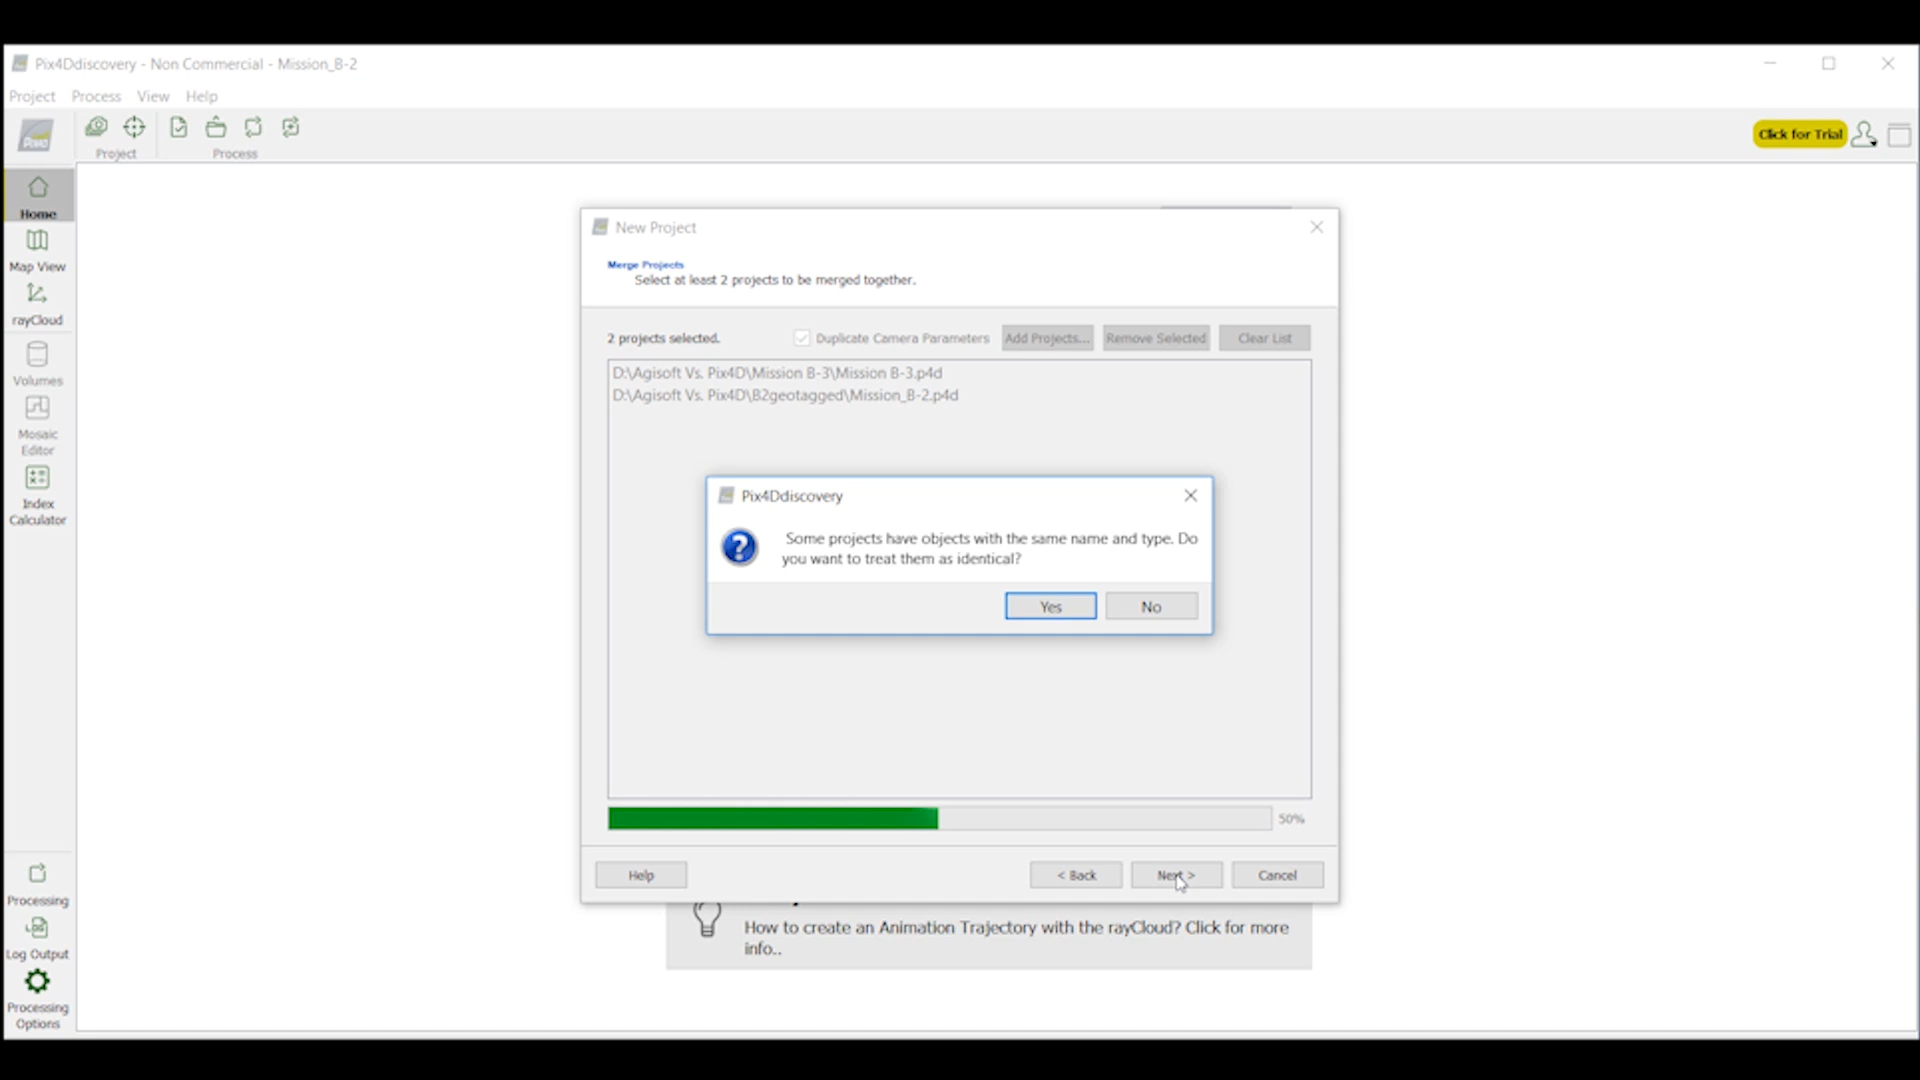 Pix4Ddiscovery - Non Commercial - Mission_B-2
Project Process View Help
Project
Process
Click for Trial
Home
Map View
rayCloud
Volumes
Mosaic
Editor
Index
Calculator
Processing
Log Output
Processing
Options
New Project
Merge Projects
Select at least 2 projects to be merged together.
2 projects selected.
Duplicate Camera Parameters
Add Projects...
Remove Selected
Clear List
D:\Agisoft Vs. Pix4D\Mission B-3\Mission B-3.p4d
D:\Agisoft Vs. Pix4D\B2geotagged\Mission_B-2.p4d
Pix4Ddiscovery
Some projects have objects with the same name and type. Do
you want to treat them as identical?
Yes
No
50%
Help
< Back
Next >
Cancel
How to create an Animation Trajectory with the rayCloud? Click for more
info..